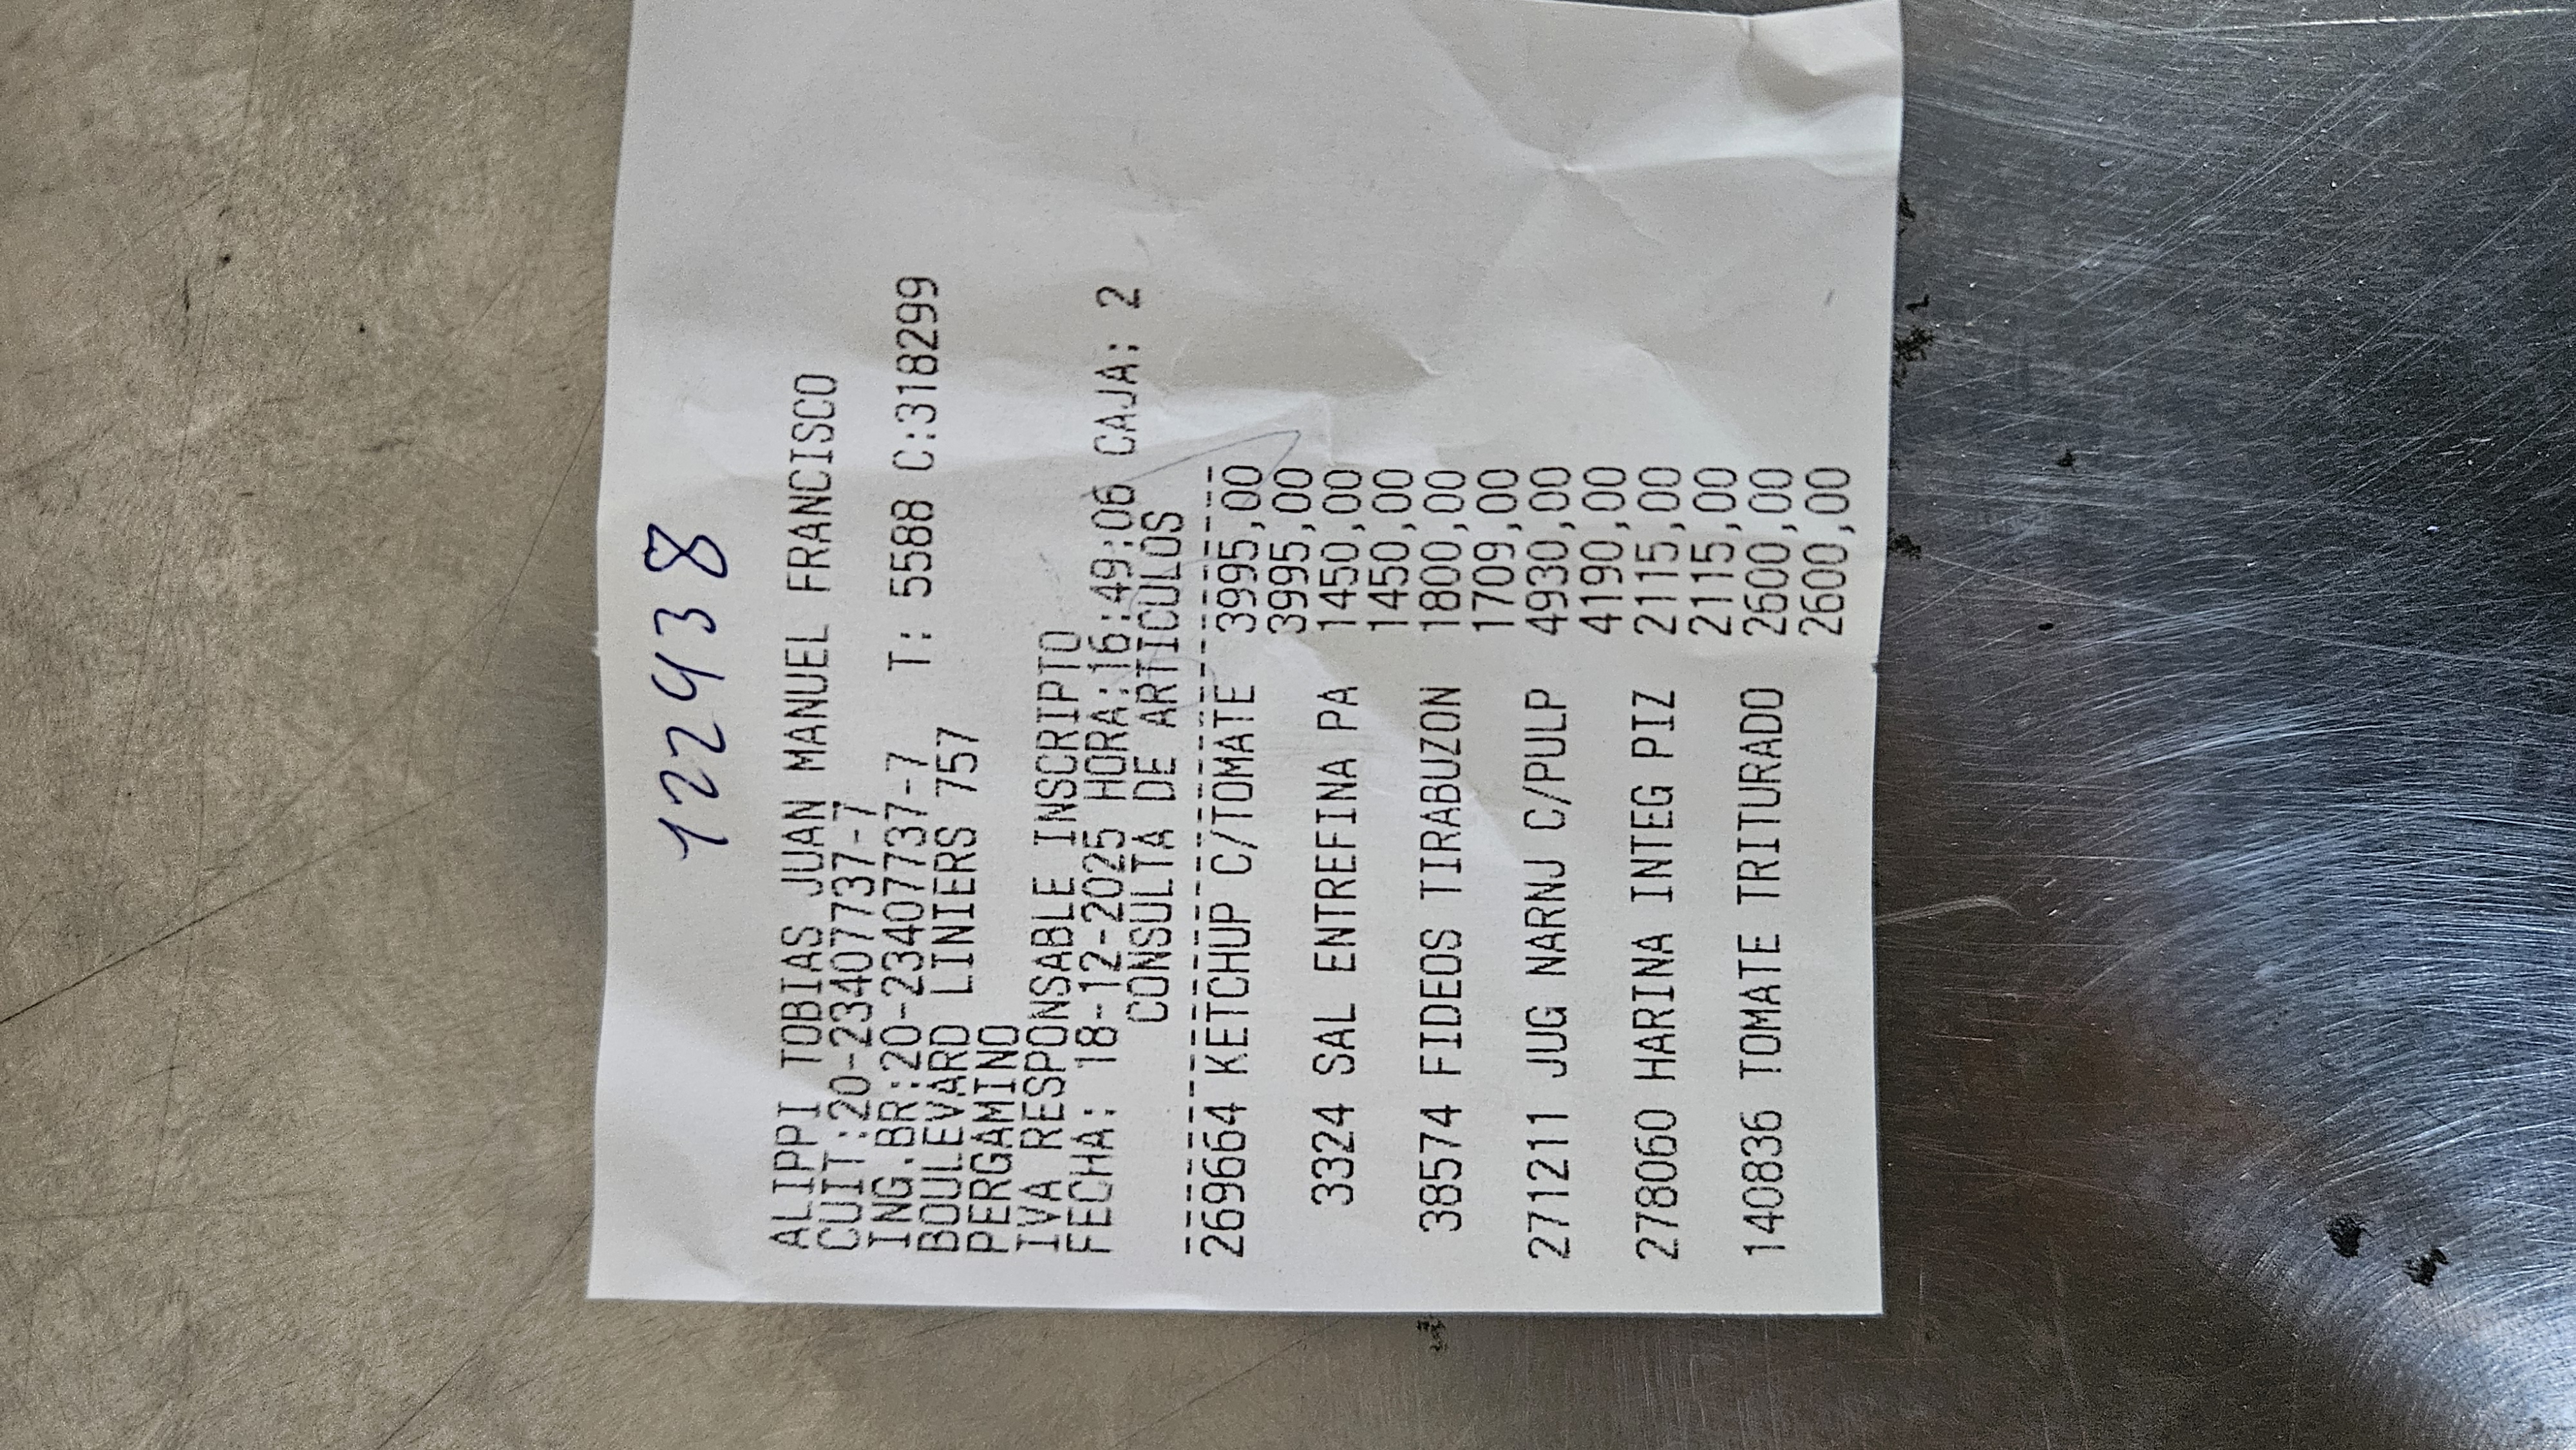 122438
ALIPPI TOBIAS JUAN MANUEL FRANCISCO
CUIT:20-23407737-7
ING.BR:20-23407737-7 T: 5588 C:318299
BOULEVARD LINIERS 757
PERGAMINO
IVA RESPONSABLE INSCRIPTO
FECHA: 18-12-2025 HORA:16:49:06 CAJA: 2
CONSULTA DE ARTICULOS
----------------------------------------
269664 KETCHUP C/TOMATE 3995,00
3995,00
3324 SAL ENTREFINA PA 1450,00
1450,00
38574 FIDEOS TIRABUZON 1800,00
1709,00
271211 JUG NARNJ C/PULP 4930,00
4190,00
278060 HARINA INTEG PIZ 2115,00
2115,00
140836 TOMATE TRITURADO 2600,00
2600,00